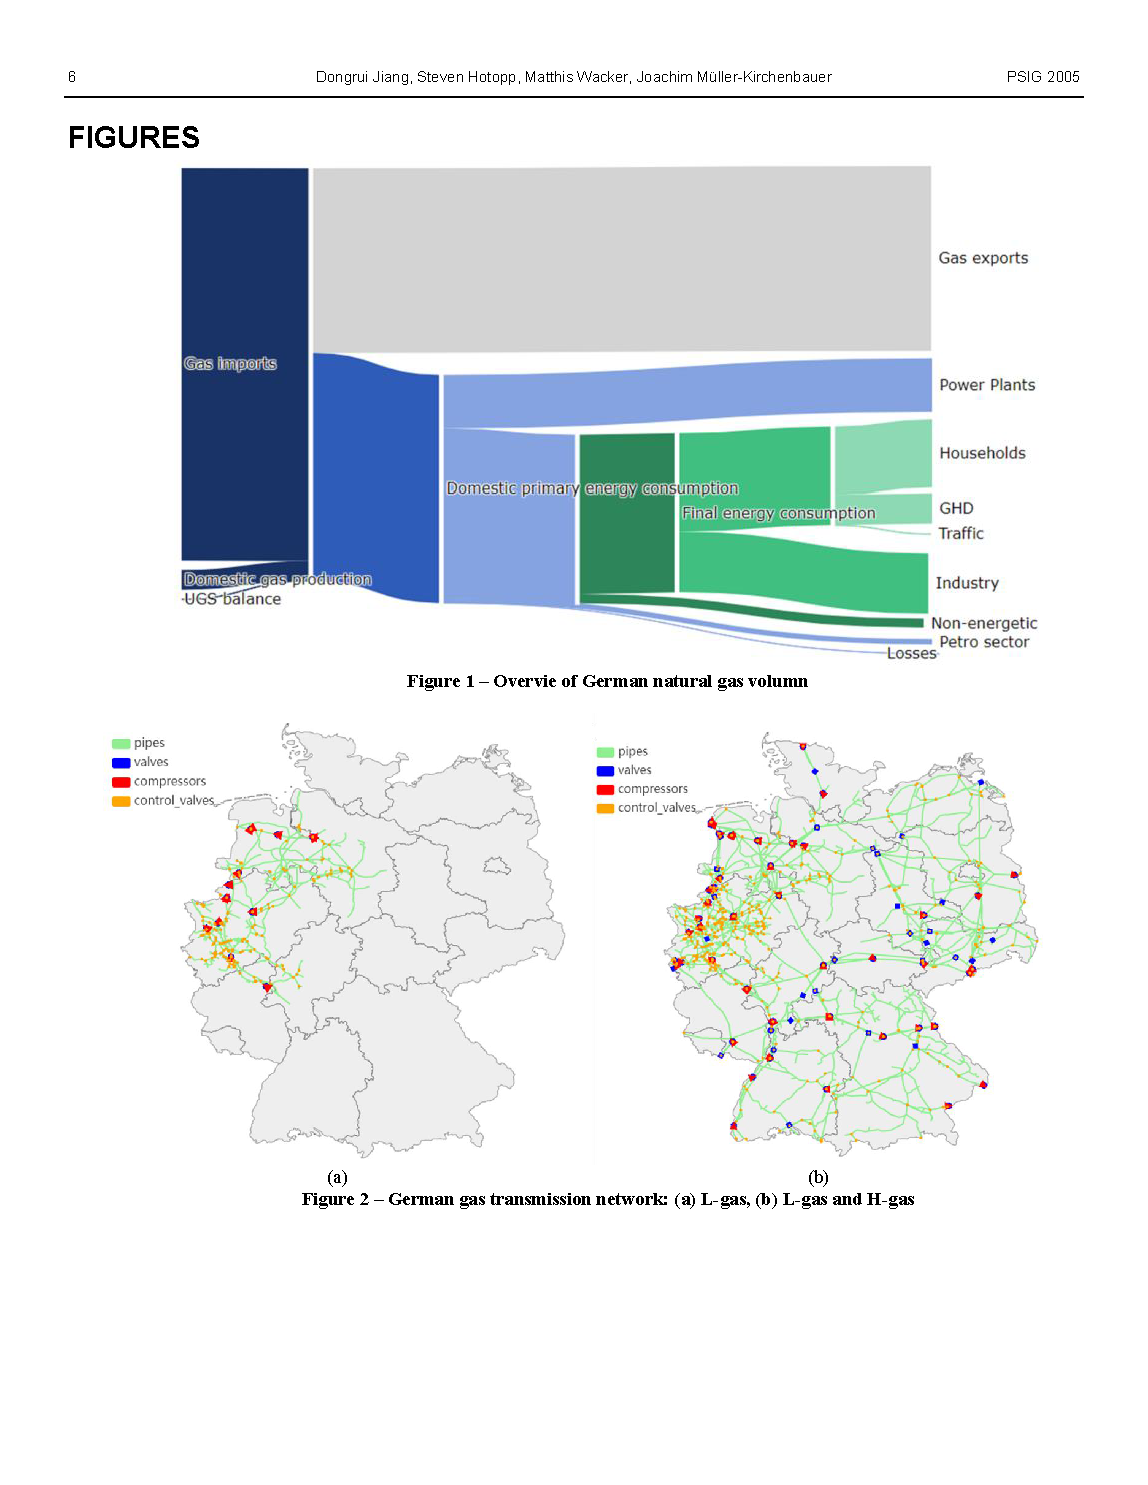 6 Dongrui Jiang, Steven Hotopp, Matthis Wacker, Joachim Müller-Kirchenbauer PSIG 2005
FIGURES
Gas exports
Gas imports
Power Plants
Households
Domestic primary energy consumption
GHD
Final energy consumption
Traffic
Domestic gas production
Industry
UGS balance
Non-energetic
Petro sector
Losses
Figure 1 – Overvie of German natural gas volumn
pipes
valves
compressors
control_valves
pipes
valves
compressors
control_valves
(a) (b)
Figure 2 – German gas transmission network: (a) L-gas, (b) L-gas and H-gas